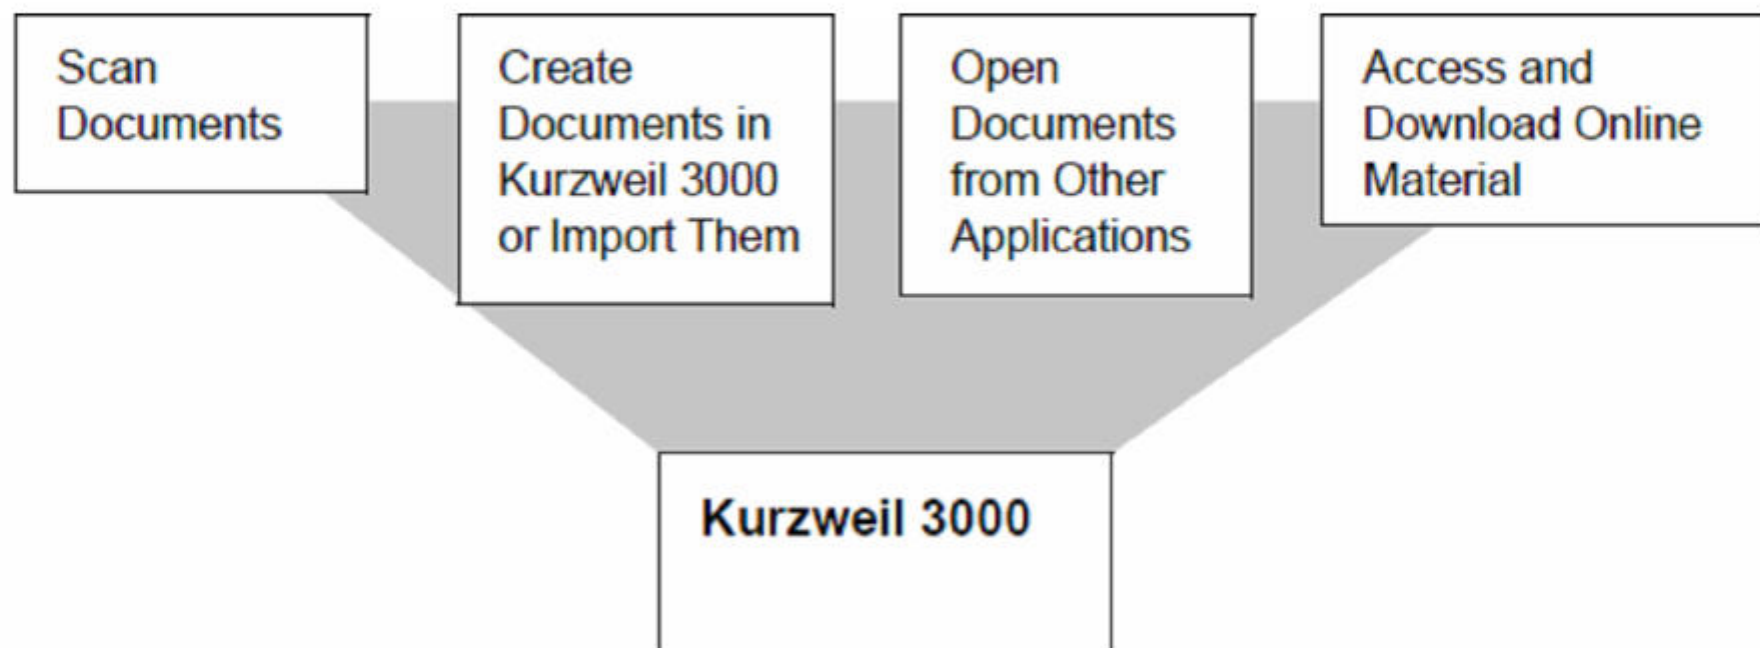 Scan
Documents
Create
Documents in
Kurzweil 3000
or Import Them
Open
Documents
from Other
Applications
Access and
Download Online
Material
Kurzweil 3000